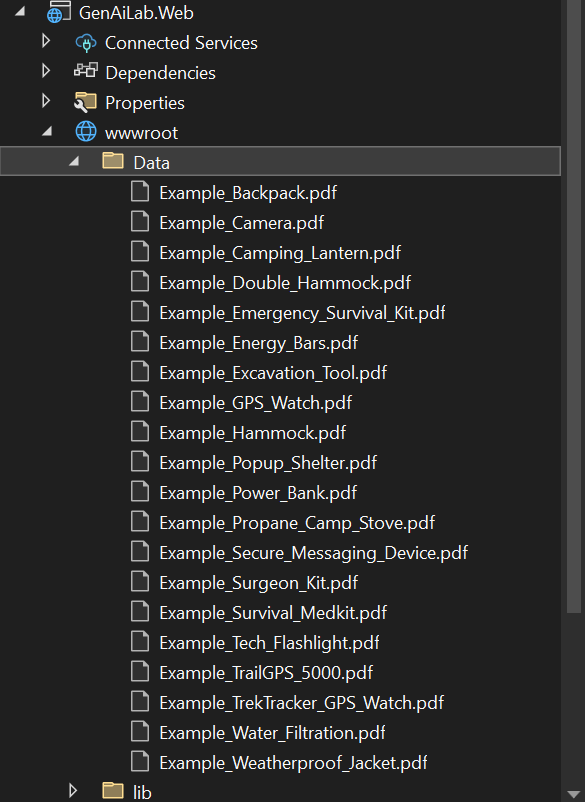 GenAiLab.Web
Connected Services
Dependencies
Properties
wwwroot
Data
Example_Backpack.pdf
Example_Camera.pdf
Example_Camping_Lantern.pdf
Example_Double_Hammock.pdf
Example_Emergency_Survival_Kit.pdf
Example_Energy_Bars.pdf
Example_Excavation_Tool.pdf
Example_GPS_Watch.pdf
Example_Hammock.pdf
Example_Popup_Shelter.pdf
Example_Power_Bank.pdf
Example_Propane_Camp_Stove.pdf
Example_Secure_Messaging_Device.pdf
Example_Surgeon_Kit.pdf
Example_Survival_Medkit.pdf
Example_Tech_Flashlight.pdf
Example_TrailGPS_5000.pdf
Example_TrekTracker_GPS_Watch.pdf
Example_Water_Filtration.pdf
Example_Weatherproof_Jacket.pdf
lib